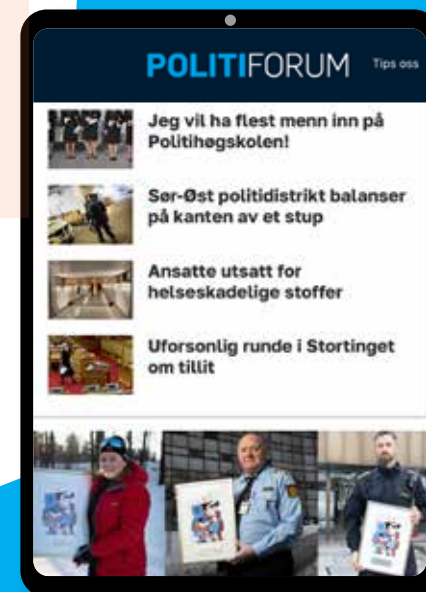 POLITIFORUM
Tips oss
Jeg vil ha flest menn inn på
Politihøgskolen!
Sør-Øst politidistrikt balanser
på kanten av et stup
Ansatte utsatt for
helseskadelige stoffer
Uforsonlig runde i Stortinget
om tillit